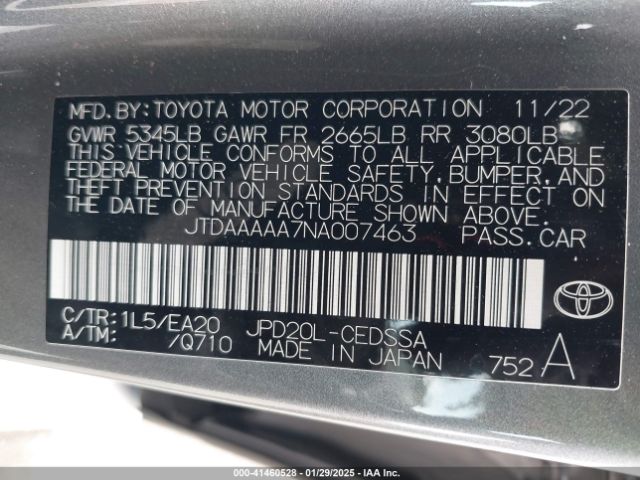 MFD.BY:TOYOTA MOTOR CORPORATION 11/22
GVWR 5345LB GAWR FR 2665LB RR 3080LB
THIS VEHICLE CONFORMS TO ALL APPLICABLE
FEDERAL MOTOR VEHICLE SAFETY, BUMPER, AND
THEFT PREVENTION STANDARDS IN EFFECT ON
THE DATE OF MANUFACTURE SHOWN ABOVE.
JTDAAAAA7NA007463 PASS.CAR
C/TR:1L5/EA20 JPD20L-CEDSSA
A/TM: /Q710 MADE IN JAPAN 752 A
TOYOTA
000-41460528 - 01/29/2025 - IAAI.COM